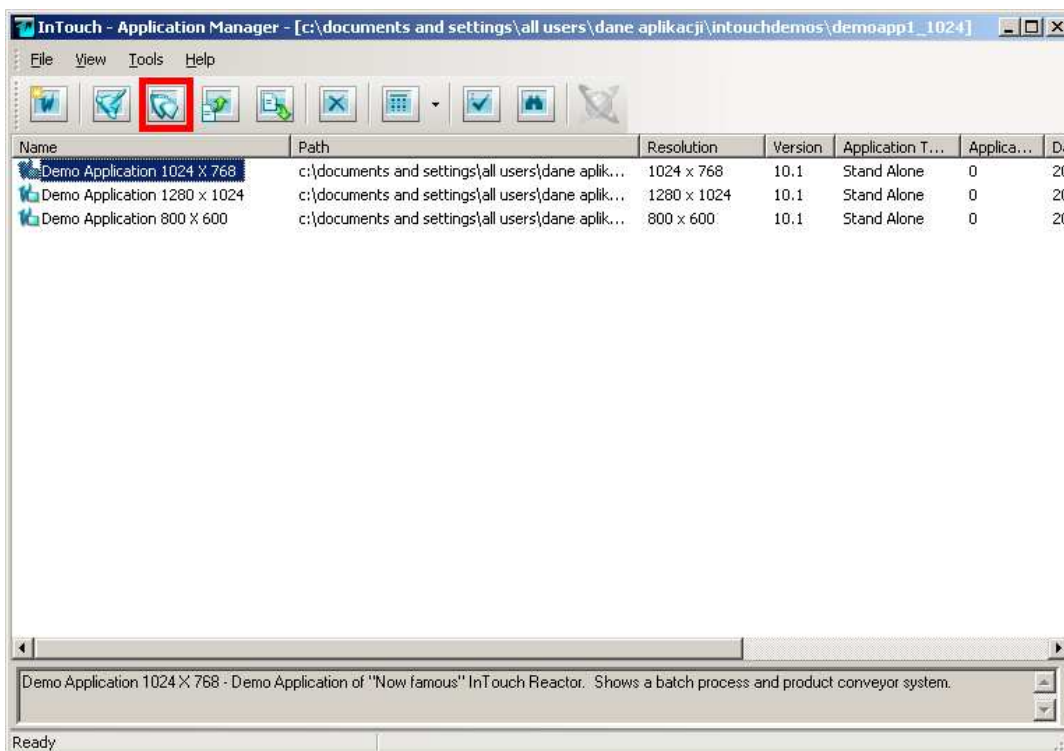 InTouch - Application Manager - [c:\documents and settings\all users\dane aplikacji\intouchdemos\demoapp1_1024]
File View Tools Help
Name Path Resolution Version Application T... Applica... D
Demo Application 1024 X 768 c:\documents and settings\all users\dane aplik... 1024 x 768 10.1 Stand Alone 0 20
Demo Application 1280 x 1024 c:\documents and settings\all users\dane aplik... 1280 x 1024 10.1 Stand Alone 0 20
Demo Application 800 X 600 c:\documents and settings\all users\dane aplik... 800 x 600 10.1 Stand Alone 0 20
Demo Application 1024 X 768 - Demo Application of "Now famous" InTouch Reactor. Shows a batch process and product conveyor system.
Ready